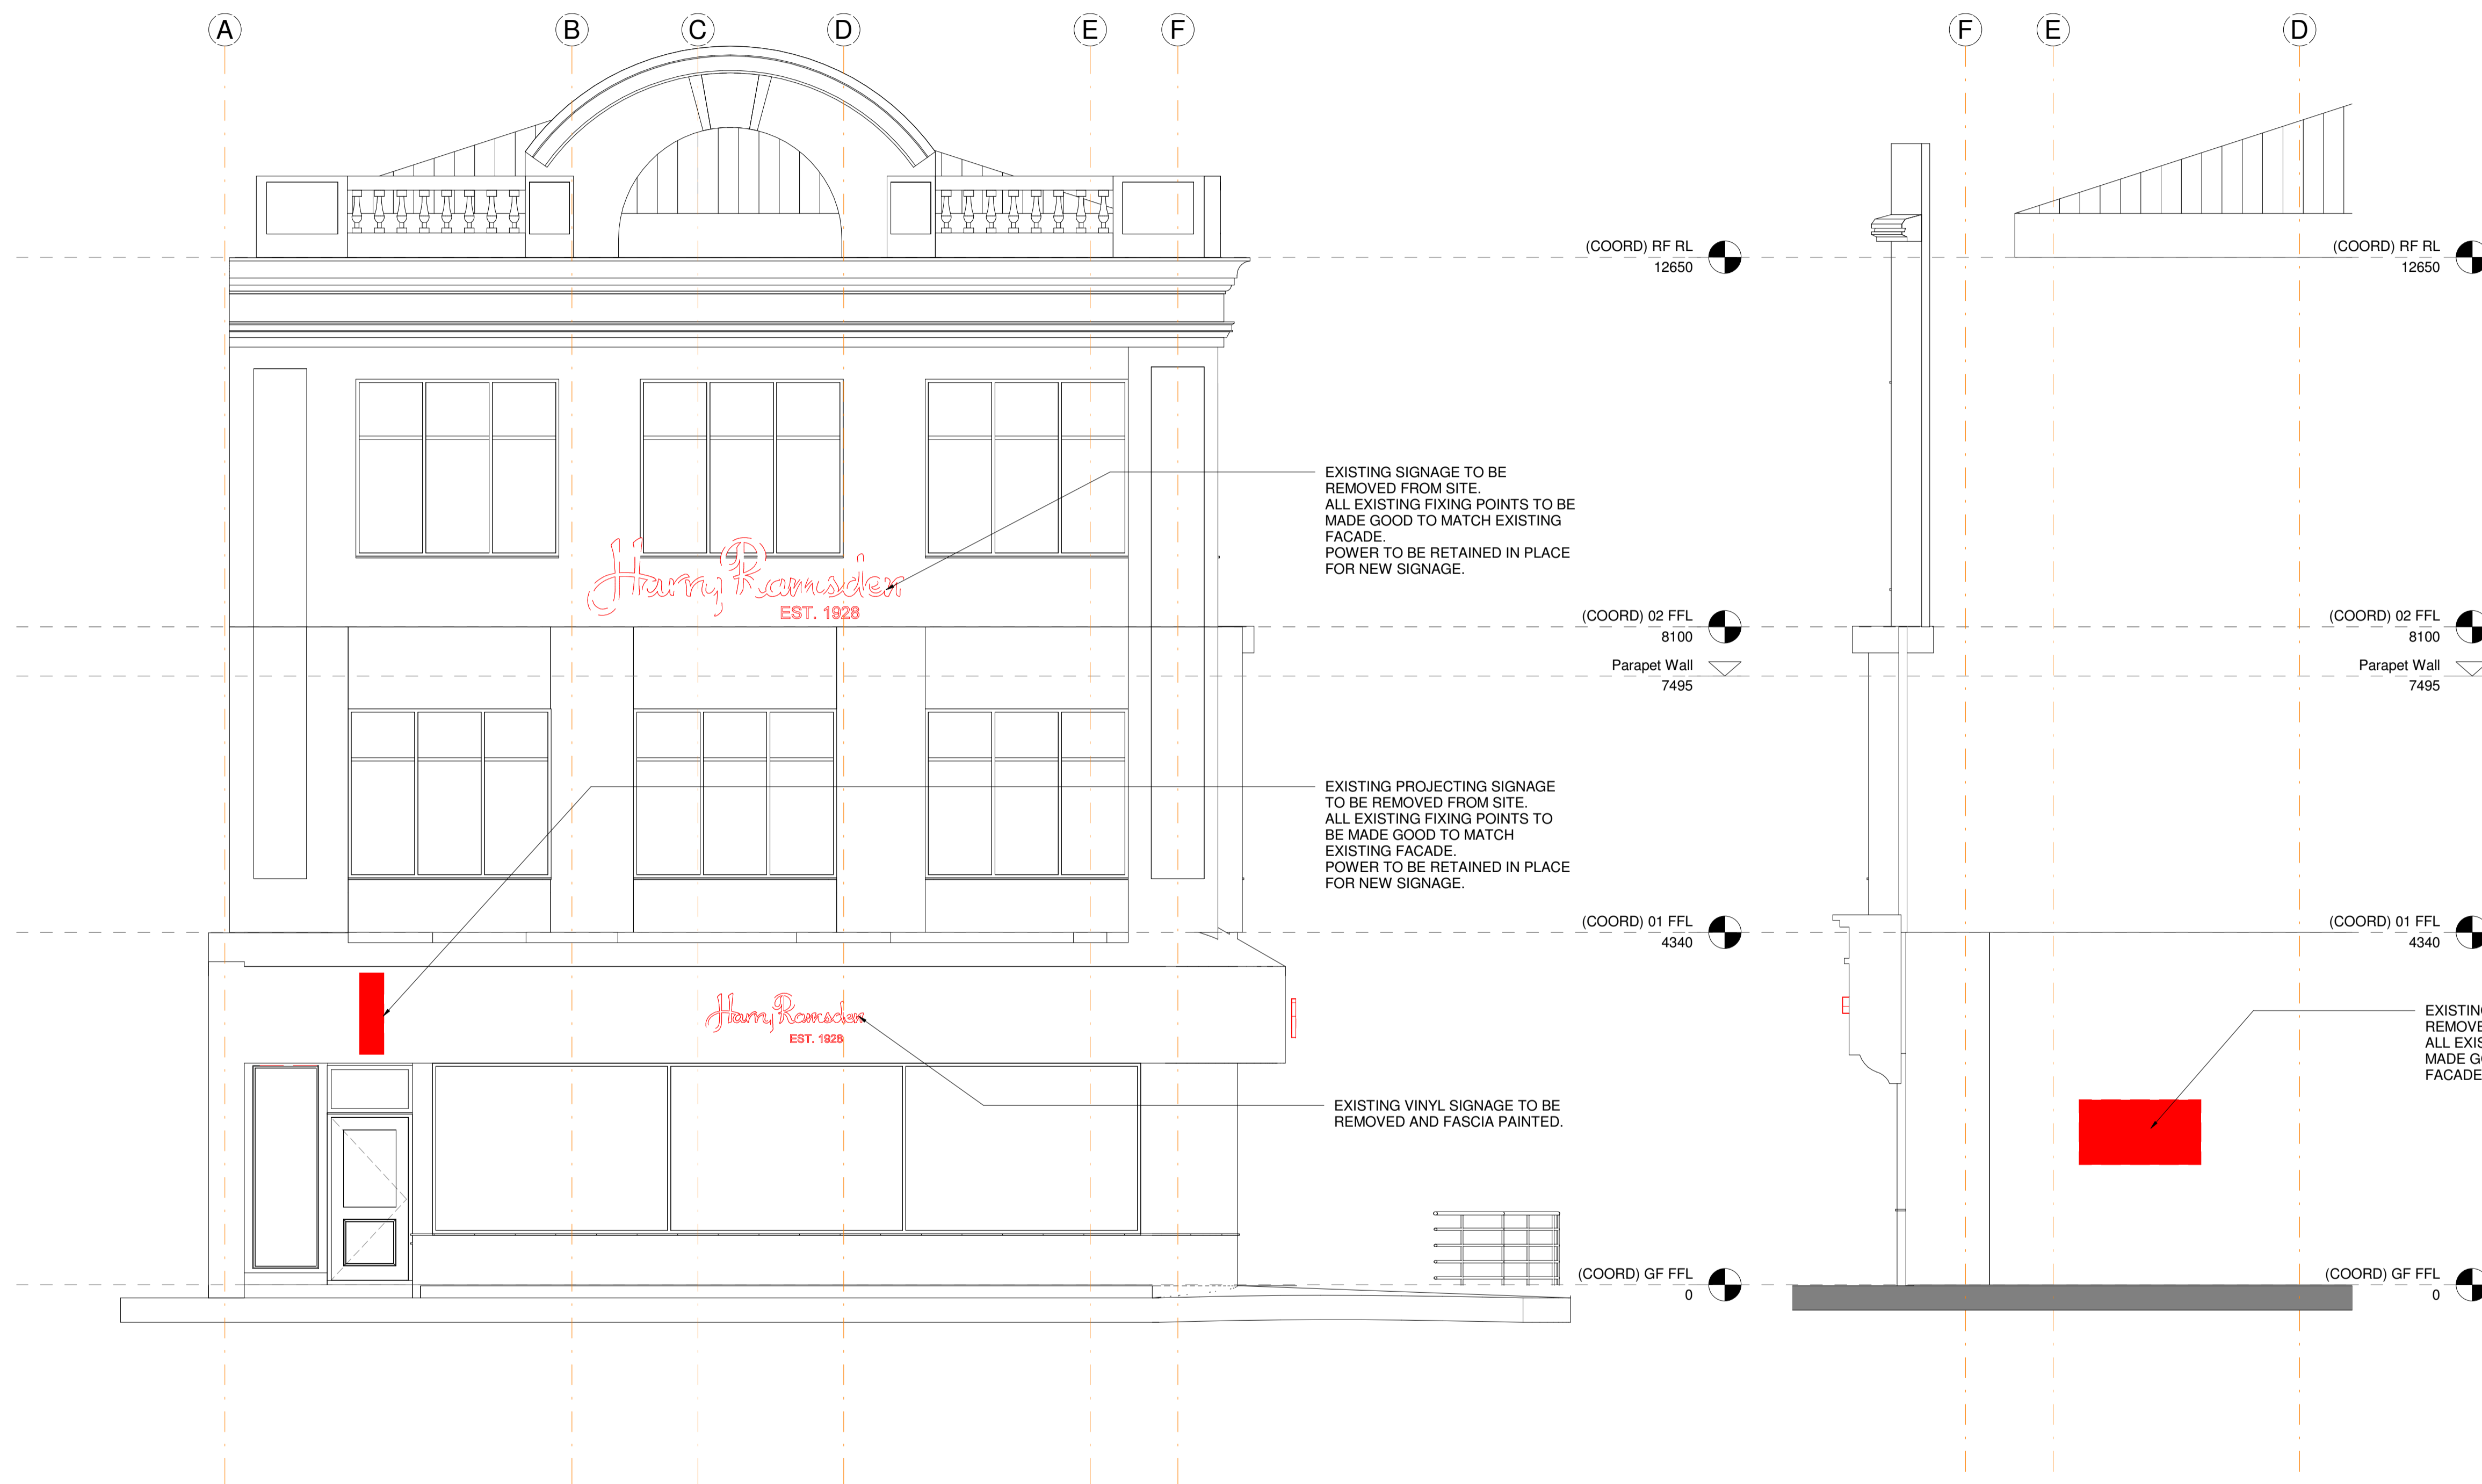 A B C D E F F E D
(COORD) RF RL
12650
(COORD) RF RL
12650
EXISTING SIGNAGE TO BE
REMOVED FROM SITE.
ALL EXISTING FIXING POINTS TO BE
MADE GOOD TO MATCH EXISTING
FACADE.
POWER TO BE RETAINED IN PLACE
FOR NEW SIGNAGE.
Harry Ramsden
EST. 1928
(COORD) 02 FFL
8100
(COORD) 02 FFL
8100
Parapet Wall
7495
Parapet Wall
7495
EXISTING PROJECTING SIGNAGE
TO BE REMOVED FROM SITE.
ALL EXISTING FIXING POINTS TO
BE MADE GOOD TO MATCH
EXISTING FACADE.
POWER TO BE RETAINED IN PLACE
FOR NEW SIGNAGE.
(COORD) 01 FFL
4340
(COORD) 01 FFL
4340
Harry Ramsden
EST. 1928
MADE
FACADE
EXISTING VINYL SIGNAGE TO BE
REMOVED AND FASCIA PAINTED.
(COORD) GF FFL
0
(COORD) GF FFL
0